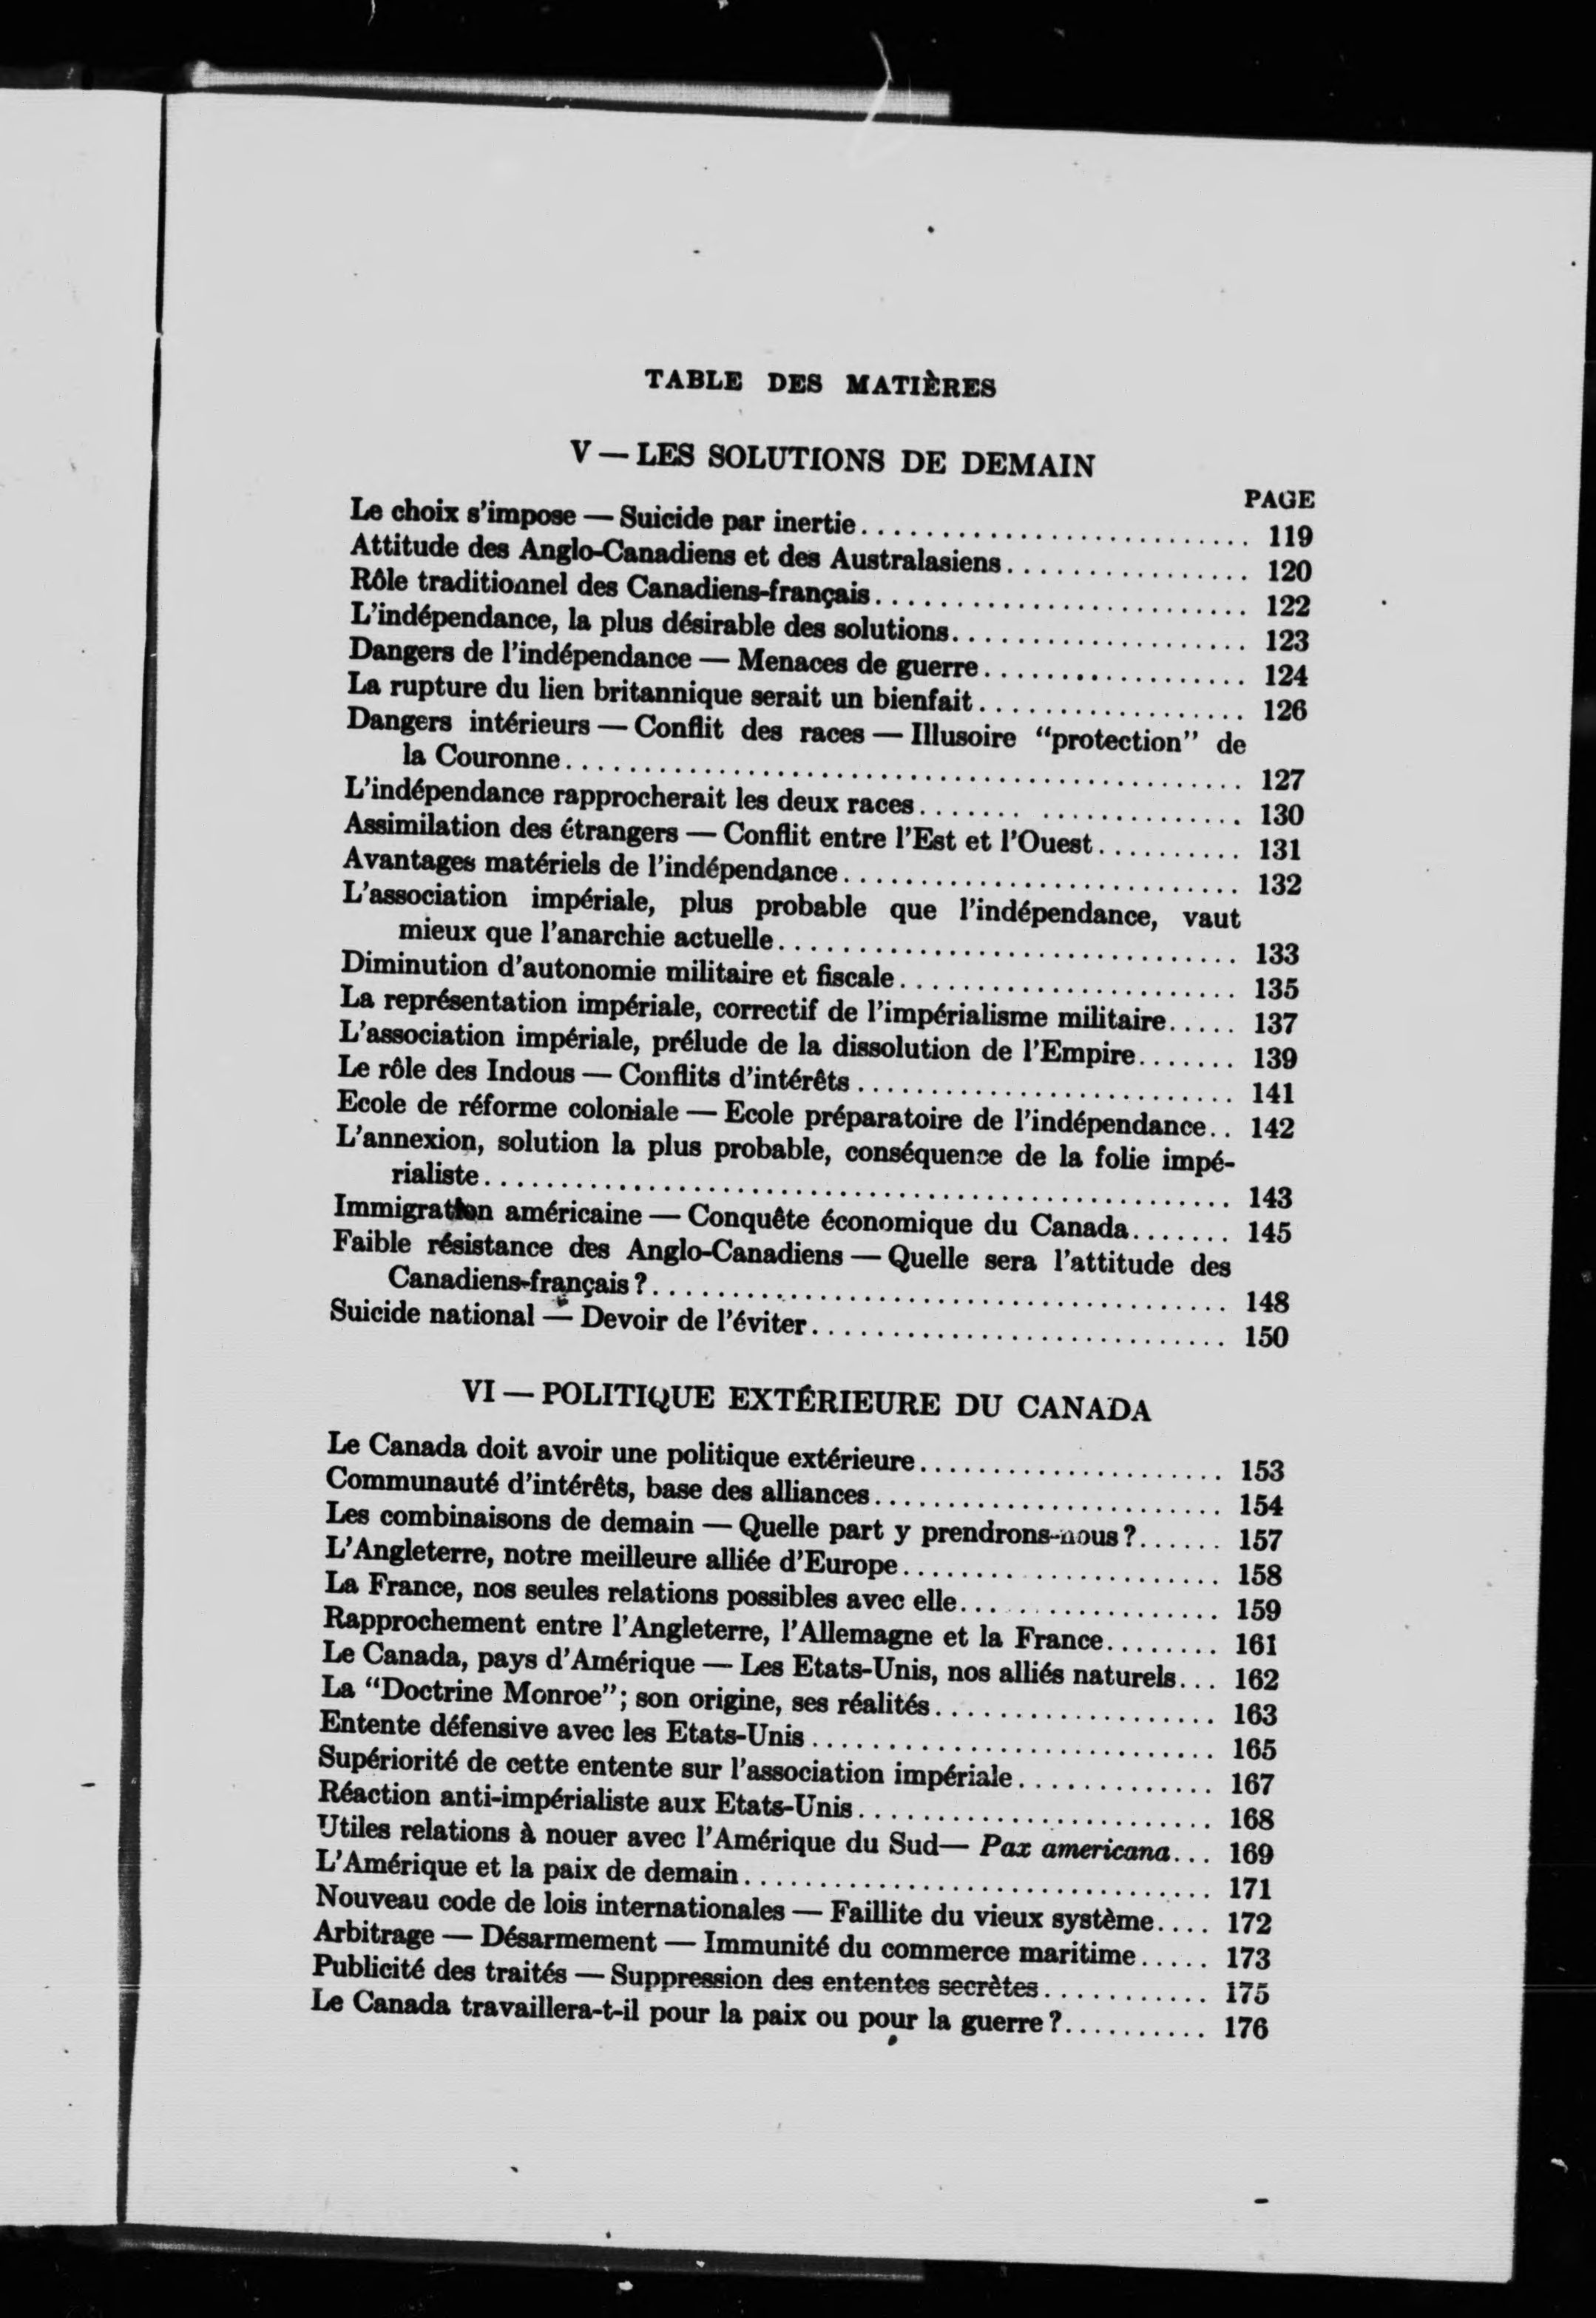 TABLE DES MATIÈRES
V — LES SOLUTIONS DE DEMAIN
PAGE
Le choix s'impose — Suicide par inertie........................... 119
Attitude des Anglo-Canadiens et des Australasiens................ 120
Rôle traditionnel des Canadiens-français......................... 122
L'indépendance, la plus désirable des solutions.................... 123
Dangers de l'indépendance — Menaces de guerre.................. 124
La rupture du lien britannique serait un bienfait.................. 126
Dangers intérieurs — Conflit des races — Illusoire "protection" de
la Couronne.............................................. 127
L'indépendance rapprocherait les deux races....... ............. 130
Assimilation des étrangers — Conflit entre l'Est et l'Ouest.......... 131
Avantages matériels de l'indépendance........................... 132
L'association impériale, plus probable que l'indépendance, vaut
mieux que l'anarchie actuelle................................ 133
Diminution d'autonomie militaire et fiscale....................... 135
La représentation impériale, correctif de l'impérialisme militaire..... 137
L'association impériale, prélude de la dissolution de l'Empire....... 139
Le rôle des Indous — Conflits d'intérêts.......................... 141
Ecole de réforme coloniale — Ecole préparatoire de l'indépendance.. 142
L'annexion, solution la plus probable, conséquence de la folie impé-
rialiste.................................................... 143
Immigration américaine — Conquête économique du Canada....... 145
Faible résistance des Anglo-Canadiens — Quelle sera l'attitude des
Canadiens-français?....................................... 148
Suicide national — Devoir de l'éviter............................ 150
VI — POLITIQUE EXTÉRIEURE DU CANADA
Le Canada doit avoir une politique extérieure..................... 153
Communauté d'intérêts, base des alliances........................ 154
Les combinaisons de demain — Quelle part y prendrons-nous?...... 157
L'Angleterre, notre meilleure alliée d'Europe...................... 158
La France, nos seules relations possibles avec elle.................. 159
Rapprochement entre l'Angleterre, l'Allemagne et la France........ 161
Le Canada, pays d'Amérique — Les Etats-Unis, nos alliés naturels... 162
La "Doctrine Monroe"; son origine, ses réalités................... 163
Entente défensive avec les Etats-Unis............................ 165
Supériorité de cette entente sur l'association impériale............. 167
Réaction anti-impérialiste aux Etats-Unis........................ 168
Utiles relations à nouer avec l'Amérique du Sud— Pax americana... 169
L'Amérique et la paix de demain................................ 171
Nouveau code de lois internationales — Faillite du vieux système.... 172
Arbitrage — Désarmement — Immunité du commerce maritime..... 173
Publicité des traités — Suppression des ententes secrètes........... 175
Le Canada travaillera-t-il pour la paix ou pour la guerre?.......... 176